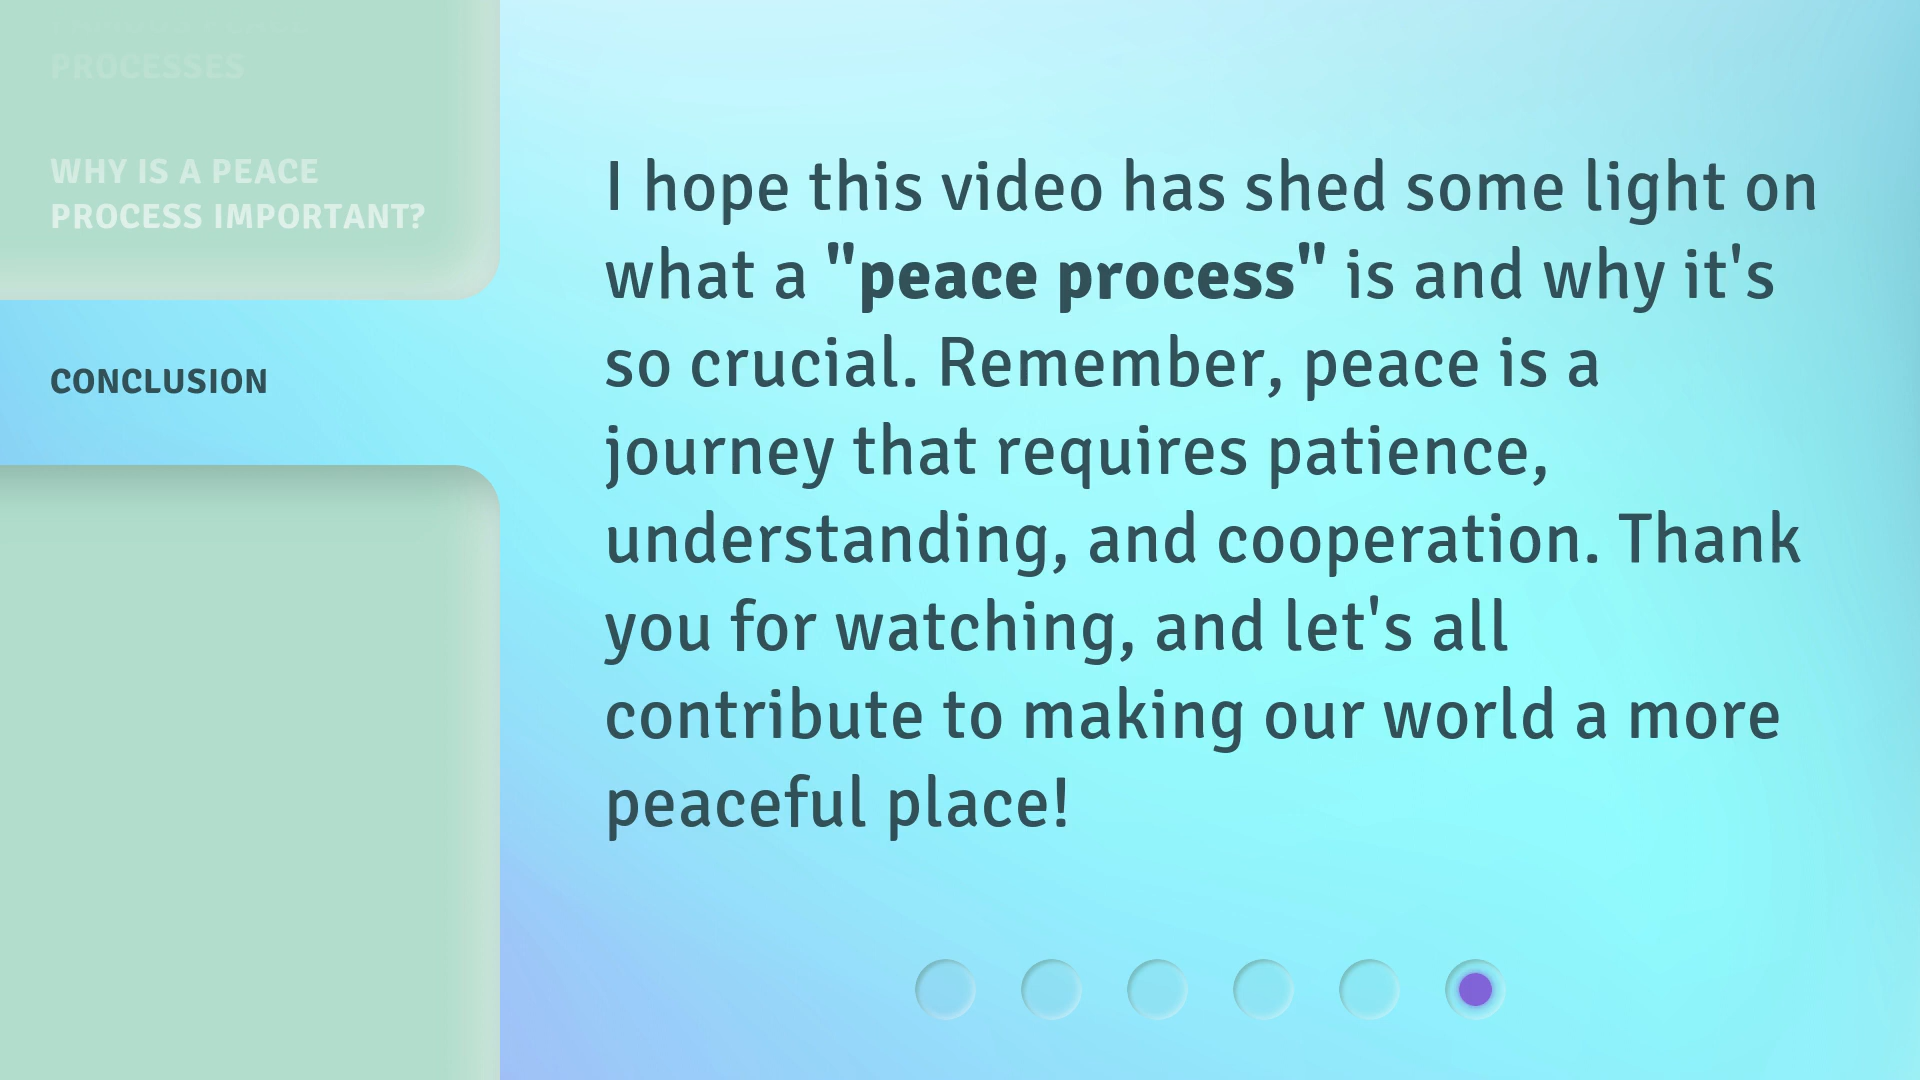 PROCESSES
WHY IS A PEACE
PROCESS IMPORTANT?
CONCLUSION
I hope this video has shed some light on
what a "peace process" is and why it's
so crucial. Remember, peace is a
journey that requires patience,
understanding, and cooperation. Thank
you for watching, and let's all
contribute to making our world a more
peaceful place!